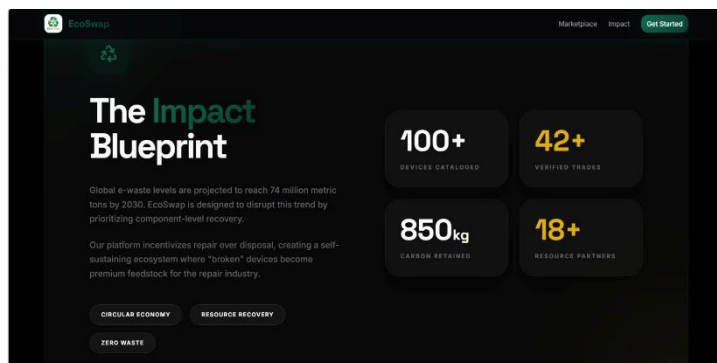 EcoSwap
Marketplace
Impact
Get Started
The Impact
Blueprint
Global e-waste levels are projected to reach 74 million metric
tons by 2030. EcoSwap is designed to disrupt this trend by
prioritizing component-level recovery.
Our platform incentivizes repair over disposal, creating a self-
sustaining ecosystem where "broken" devices become
premium feedstock for the repair industry.
CIRCULAR ECONOMY
RESOURCE RECOVERY
ZERO WASTE
100+
DEVICES CATALOGED
42+
VERIFIED TRADES
850kg
CARBON RETAINED
18+
RESOURCE PARTNERS